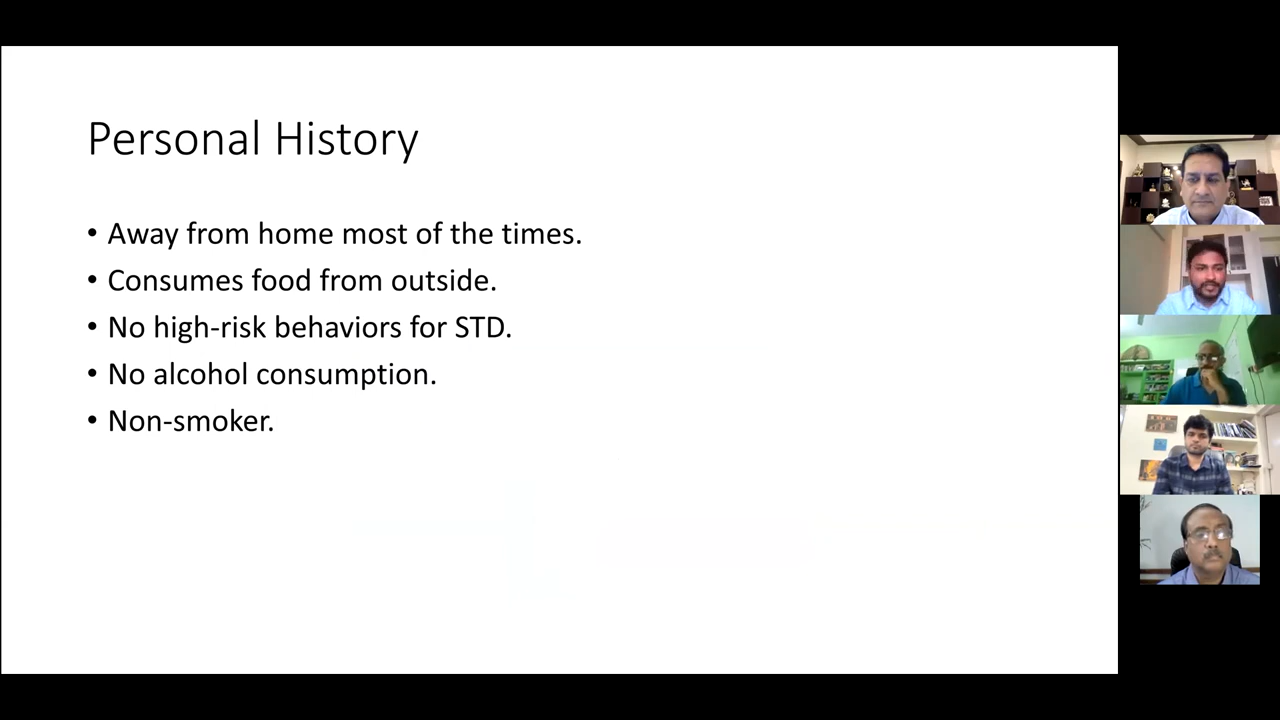 Personal History
• Away from home most of the times.
• Consumes food from outside.
• No high-risk behaviors for STD.
• No alcohol consumption.
• Non-smoker.